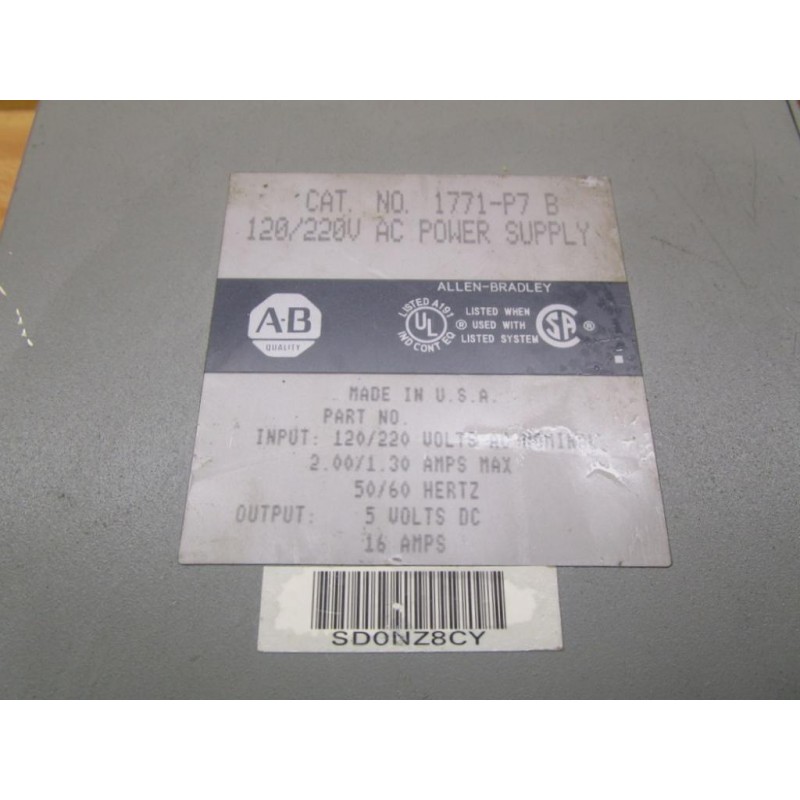 CAT. NO. 1771-P7 B
120/220V AC POWER SUPPLY
ALLEN-BRADLEY
A-B
QUALITY
LISTED A191
UL
IND CONT EQ
®
LISTED WHEN
USED WITH
LISTED SYSTEM
SA
®
MADE IN U.S.A.
PART NO.
INPUT: 120/220 VOLTS AC NOMINAL
2.00/1.30 AMPS MAX
50/60 HERTZ
OUTPUT: 5 VOLTS DC
16 AMPS
SD0NZ8CY